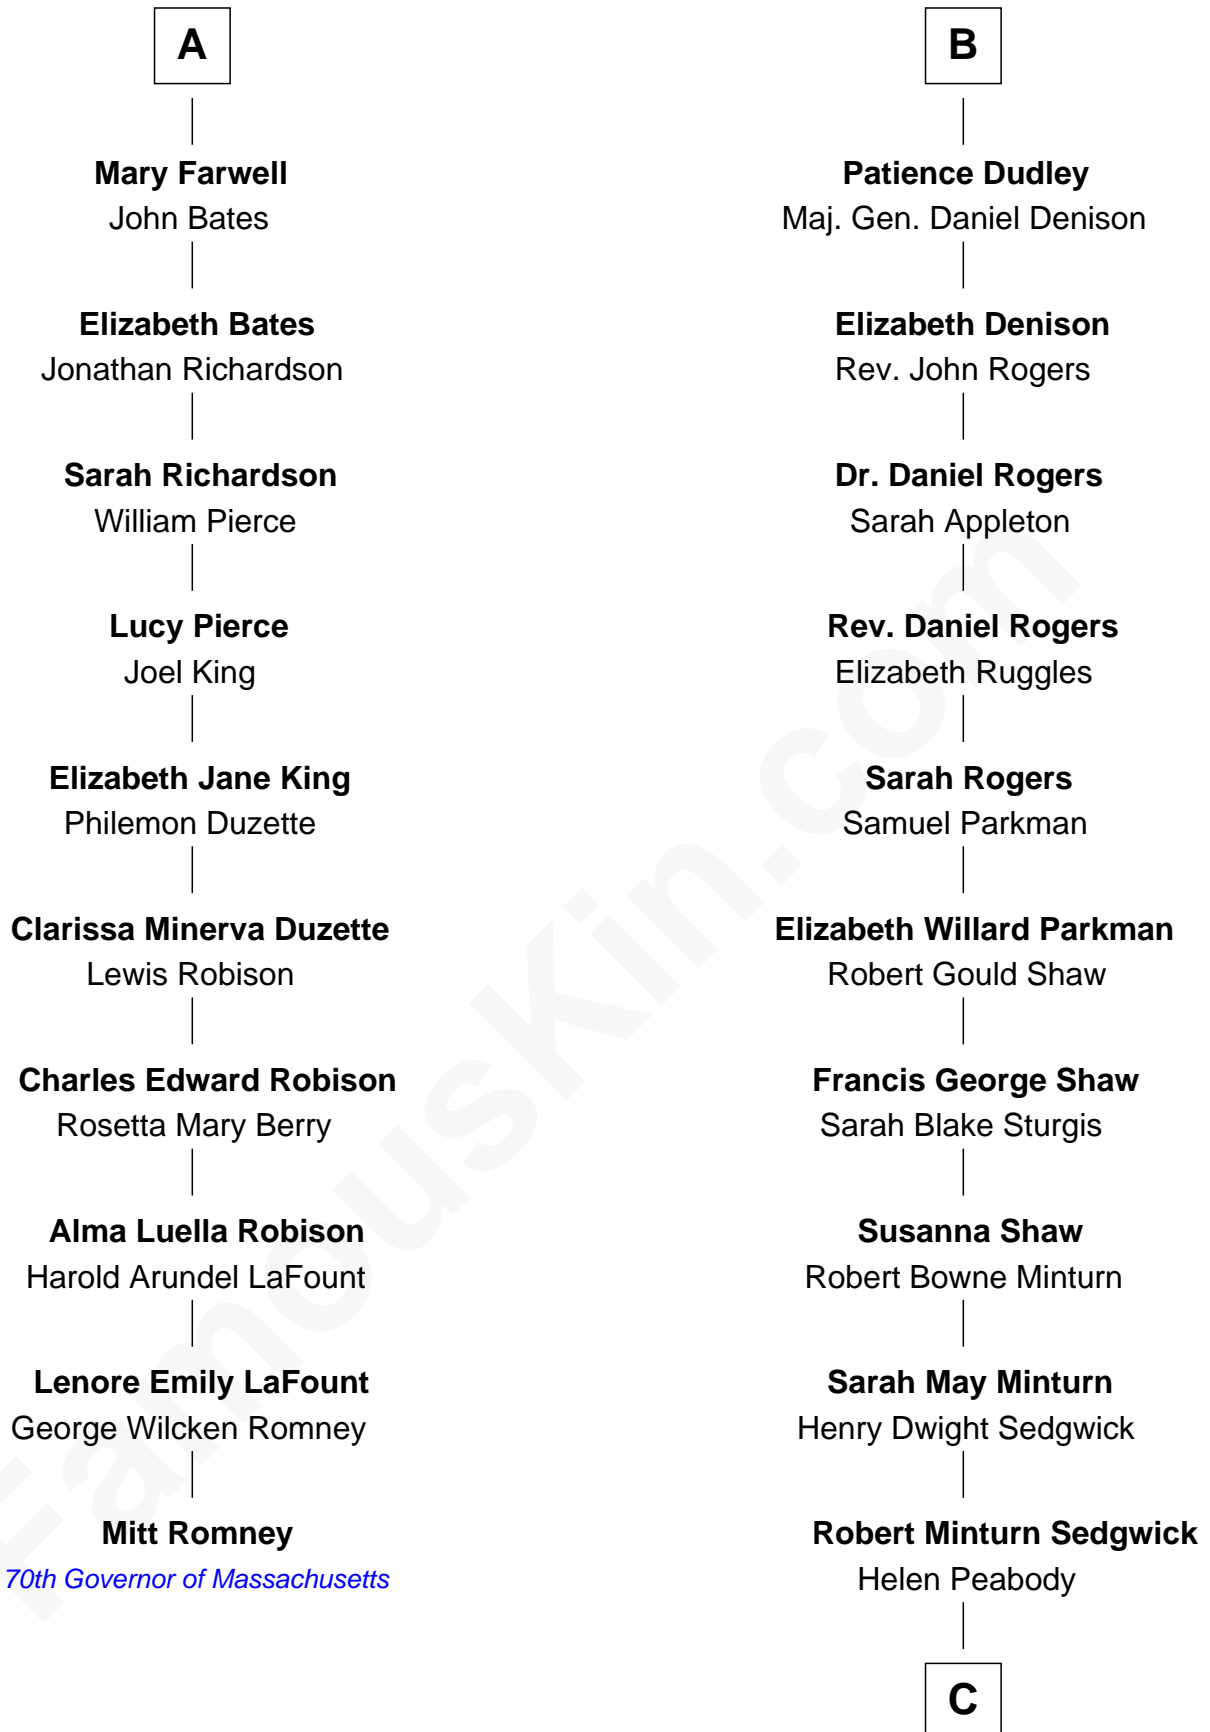 A
Mary Farwell
John Bates
Elizabeth Bates
Jonathan Richardson
Sarah Richardson
William Pierce
Lucy Pierce
Joel King
Elizabeth Jane King
Philemon Duzette
Clarissa Minerva Duzette
Lewis Robison
Charles Edward Robison
Rosetta Mary Berry
Alma Luella Robison
Harold Arundel LaFount
Lenore Emily LaFount
George Wilcken Romney
Mitt Romney
70th Governor of Massachusetts
B
Patience Dudley
Maj. Gen. Daniel Denison
Elizabeth Denison
Rev. John Rogers
Dr. Daniel Rogers
Sarah Appleton
Rev. Daniel Rogers
Elizabeth Ruggles
Sarah Rogers
Samuel Parkman
Elizabeth Willard Parkman
Robert Gould Shaw
Francis George Shaw
Sarah Blake Sturgis
Susanna Shaw
Robert Bowne Minturn
Sarah May Minturn
Henry Dwight Sedgwick
Robert Minturn Sedgwick
Helen Peabody
C
FamousKin.com